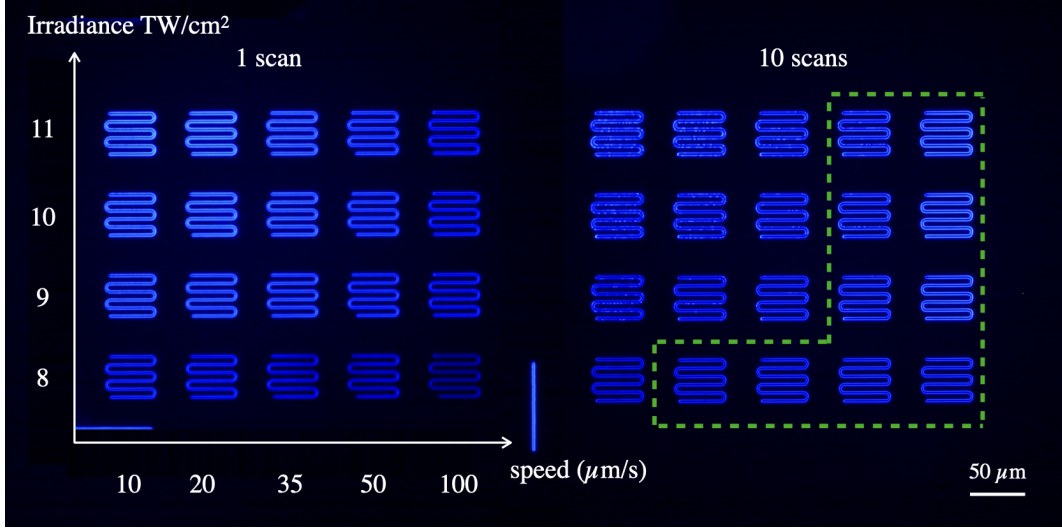 Irradiance TW/cm²
1 scan
10 scans
11
10
9
8
speed (μm/s)
10 20 35 50 100
50 μm